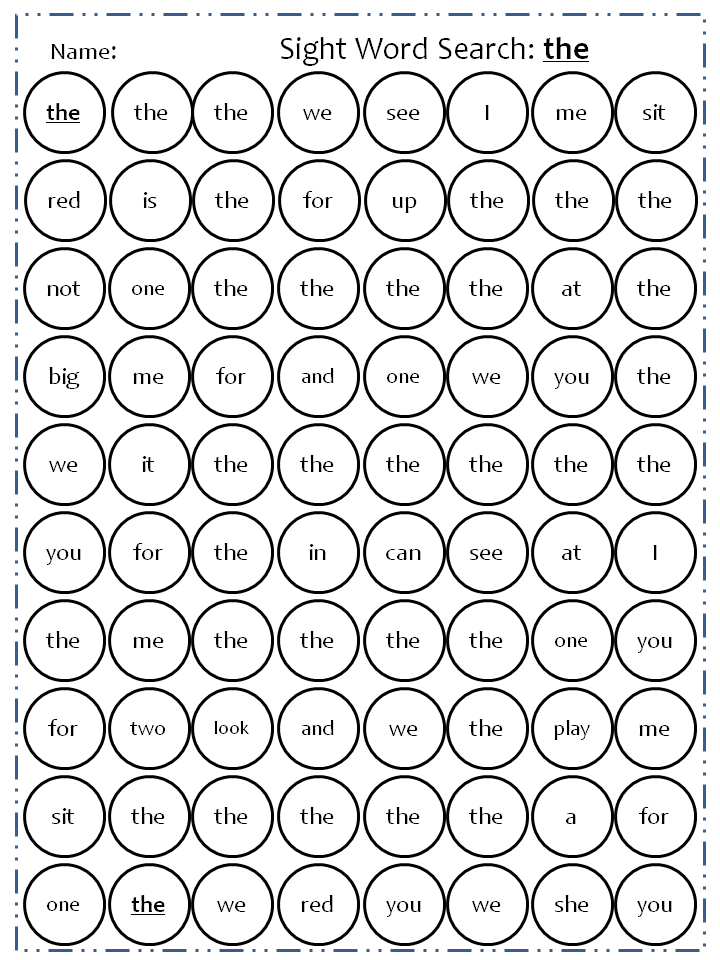 Name: Sight Word Search: the
the the the we see I me sit
red is the for up the the the
not one the the the the at the
big me for and one we you the
we it the the the the the the
you for the in can see at I
the me the the the the one you
for two look and we the play me
sit the the the the the a for
one the we red you we she you